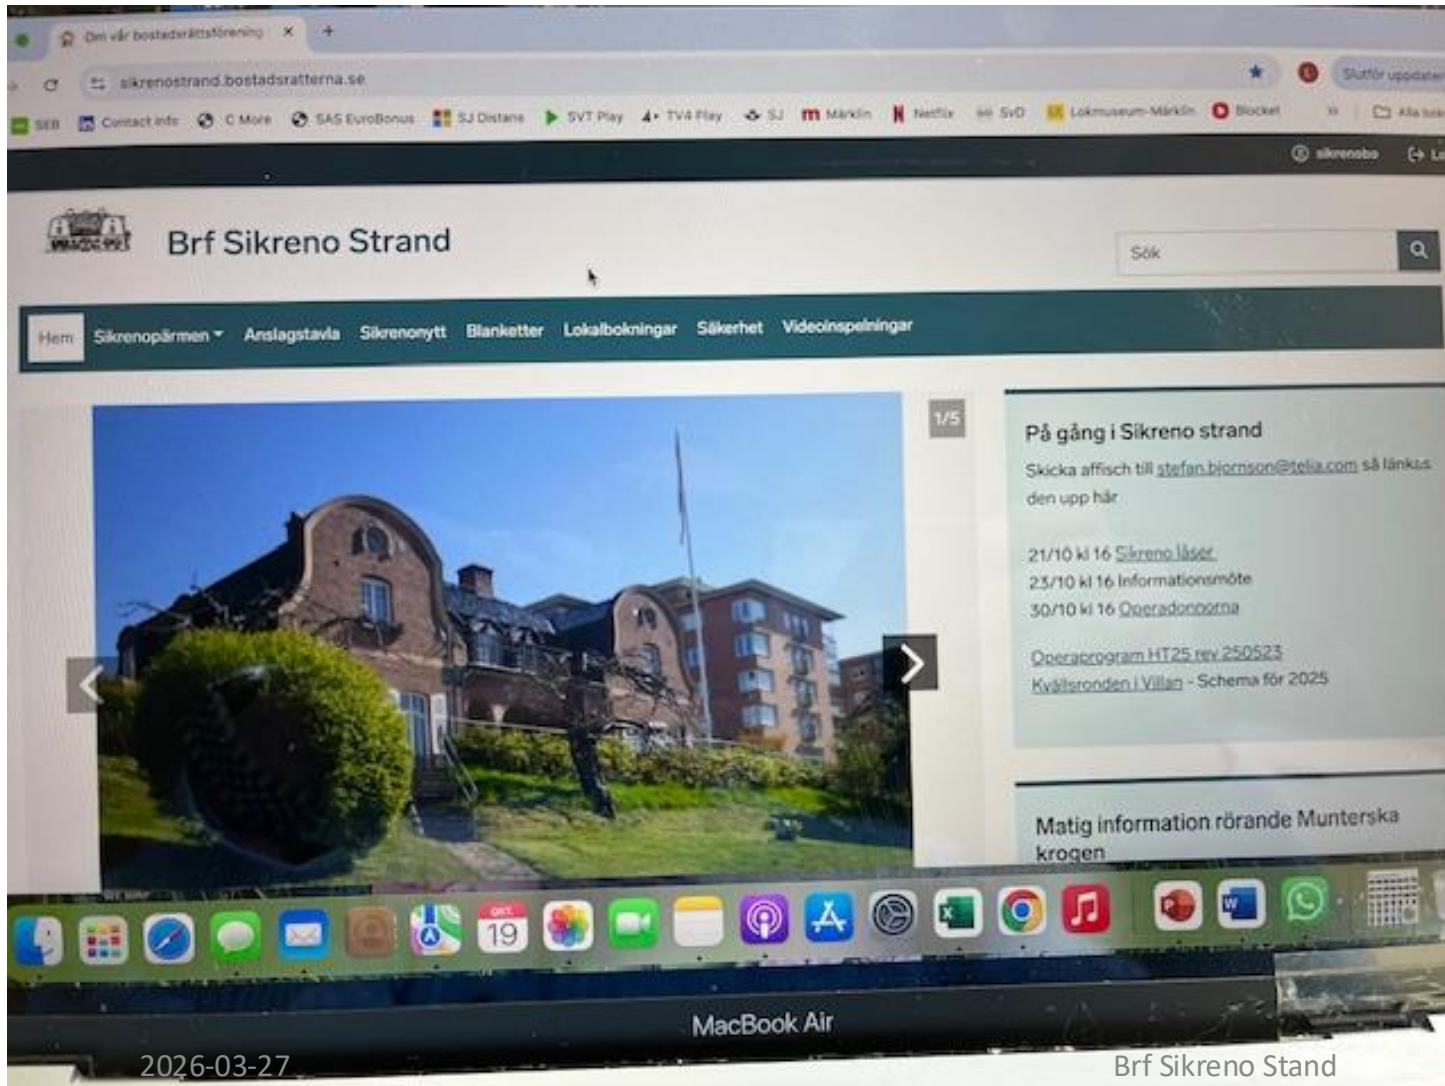 Om vår bostadsrättsförening
sikrenostrand.bostadsratterna.se
Slutför uppdater
SEB Contact info C More SAS EuroBonus SJ Distans SVT Play TV4 Play SJ Märklin Netflix SvD Lokmuseum-Märklin Blocket Alla
sikrenobo
Brf Sikreno Strand
Sök
Hem Sikrenopärmen Anslagstavla Sikrenonytt Blanketter Lokalbokningar Säkerhet Videoinspelningar
1/5
På gång i Sikreno strand
Skicka affisch till stefan.bjornson@telia.com så länkas
den upp här
21/10 kl 16 Sikreno läser
23/10 kl 16 Informationsmöte
30/10 kl 16 Operadonnorna
Operaprogram HT25 rev 250523
Kvällsronden i Villan - Schema för 2025
Matig information rörande Munterska
krogen
OKT.
19
MacBook Air
2026-03-27
Brf Sikreno Stand